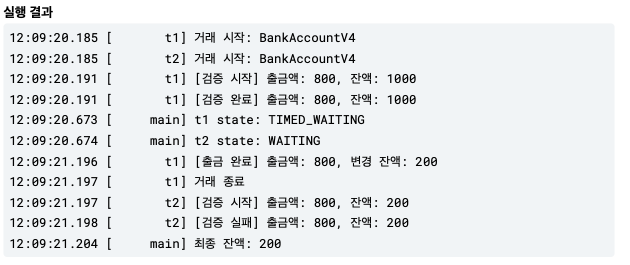 실행 결과
12:09:20.185 [       t1] 거래 시작: BankAccountV4
12:09:20.185 [       t2] 거래 시작: BankAccountV4
12:09:20.191 [       t1] [검증 시작] 출금액: 800, 잔액: 1000
12:09:20.191 [       t1] [검증 완료] 출금액: 800, 잔액: 1000
12:09:20.673 [     main] t1 state: TIMED_WAITING
12:09:20.674 [     main] t2 state: WAITING
12:09:21.196 [       t1] [출금 완료] 출금액: 800, 변경 잔액: 200
12:09:21.197 [       t1] 거래 종료
12:09:21.197 [       t2] [검증 시작] 출금액: 800, 잔액: 200
12:09:21.198 [       t2] [검증 실패] 출금액: 800, 잔액: 200
12:09:21.204 [     main] 최종 잔액: 200